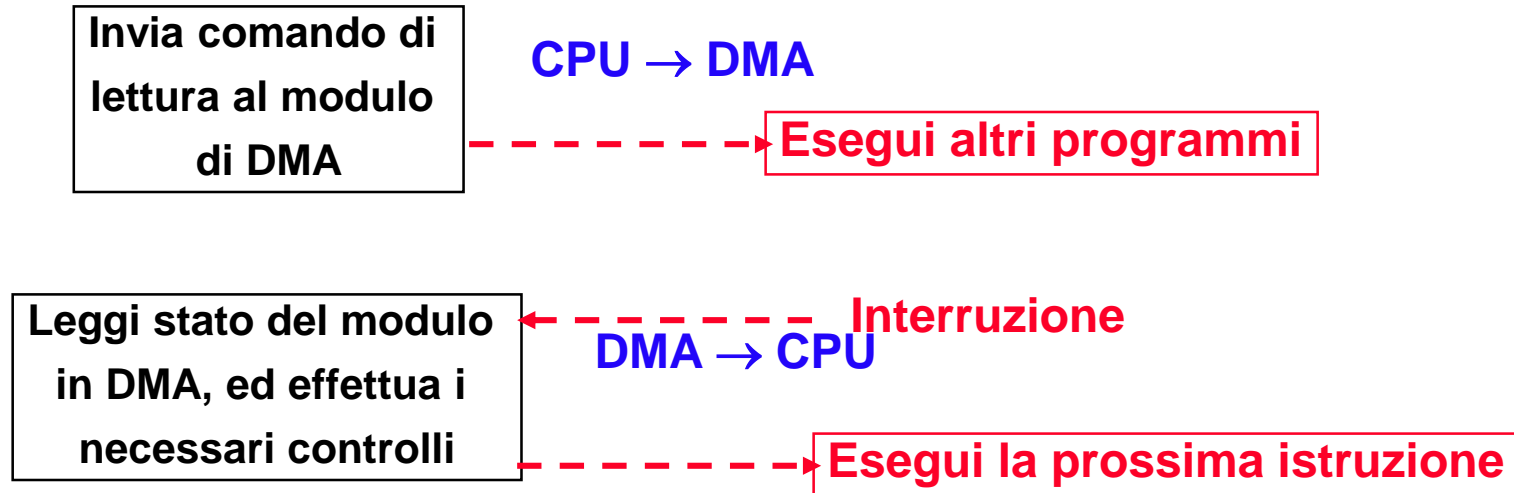 Invia comando di
lettura al modulo
di DMA
CPU → DMA
Esegui altri programmi
Leggi stato del modulo
in DMA, ed effettua i
necessari controlli
Interruzione
DMA → CPU
Esegui la prossima istruzione